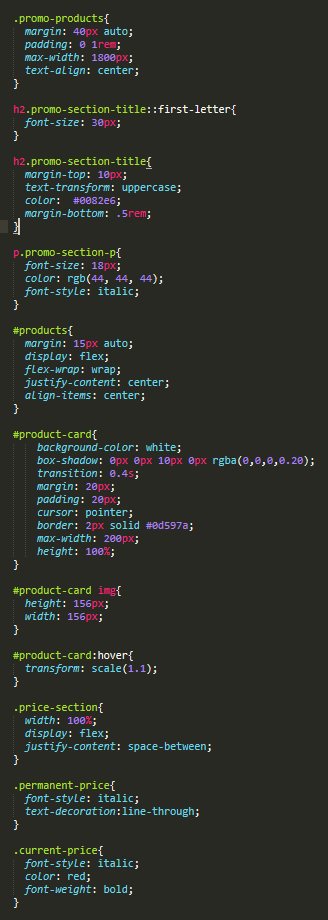 .promo-products{
  margin: 40px auto;
  padding: 0 1rem;
  max-width: 1800px;
  text-align: center;
}
h2.promo-section-title::first-letter{
  font-size: 30px;
}
h2.promo-section-title{
  margin-top: 10px;
  text-transform: uppercase;
  color:  #0082e6;
  margin-bottom: .5rem;
}
p.promo-section-p{
  font-size: 18px;
  color: rgb(44, 44, 44);
  font-style: italic;
}
#products{
  margin: 15px auto;
  display: flex;
  flex-wrap: wrap;
  justify-content: center;
  align-items: center;
}
#product-card{
    background-color: white;
    box-shadow: 0px 0px 10px 0px rgba(0,0,0,0.20);
    transition: 0.4s;
    margin: 20px;
    padding: 20px;
    cursor: pointer;
    border: 2px solid #0d597a;
    max-width: 200px;
    height: 100%;
}
#product-card img{
  height: 156px;
  width: 156px;
}
#product-card:hover{
  transform: scale(1.1);
}
.price-section{
  width: 100%;
  display: flex;
  justify-content: space-between;
}
.permanent-price{
  font-style: italic;
  text-decoration:line-through;
}
.current-price{
  font-style: italic;
  color: red;
  font-weight: bold;
}